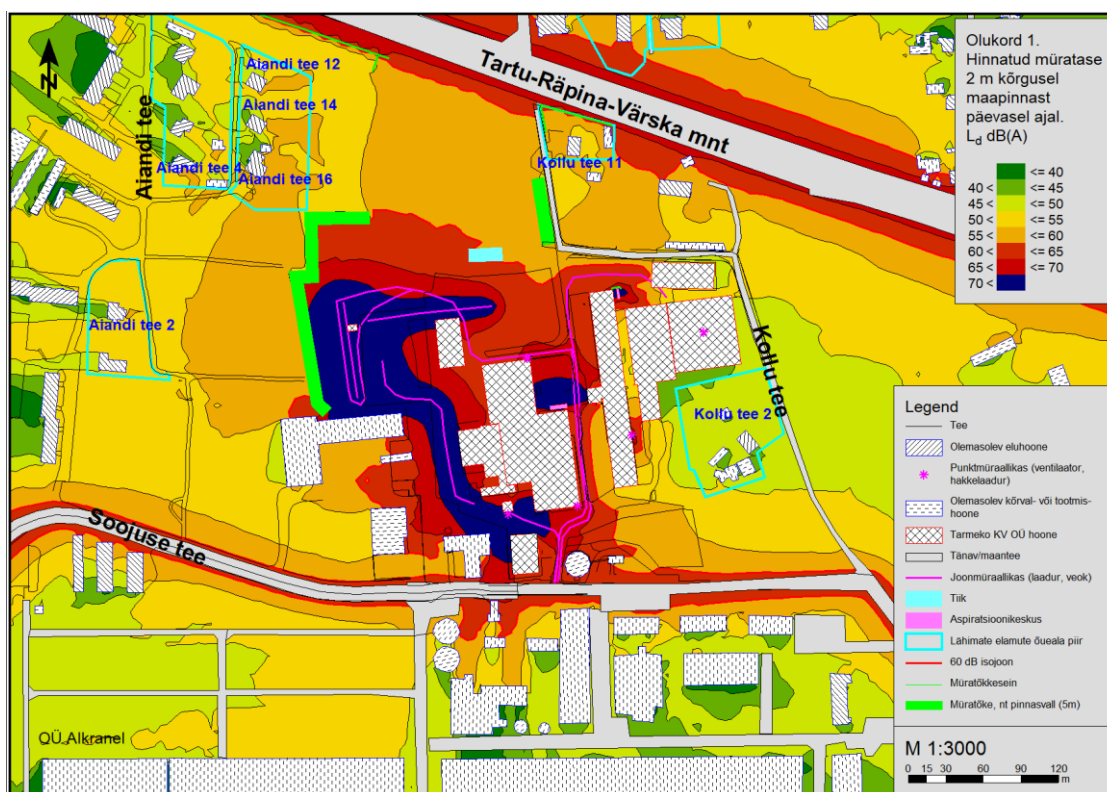 N
Aiandi tee
Aiandi tee 12
Aiandi tee 14
Aiandi tee 4
Aiandi tee 16
Aiandi tee 2
Tartu-Räpina-Värska mnt
Kollu tee 11
Kollu tee
Kollu tee 2
Soojuse tee
OÜ Alkranel
Olukord 1.
Hinnatud müratase
2 m kõrgusel
maapinnast
päevasel ajal.
Ld dB(A)
<= 40
40 < <= 45
45 < <= 50
50 < <= 55
55 < <= 60
60 < <= 65
65 < <= 70
70 <
Legend
Tee
Olemasolev eluhoone
Punktmüraallikas (ventilaator,
hakkelaadur)
Olemasolev kõrval- või tootmis-
hoone
Tarmeko KV OÜ hoone
Tänav/maantee
Joonmüraallikas (laadur, veok)
Tiik
Aspiratsioonikeskus
Lähimate elamute õueala piir
60 dB isojoon
Müratõkkesein
Müratõke, nt pinnasvall (5m)
M 1:3000
0 15 30 60 90 120
m